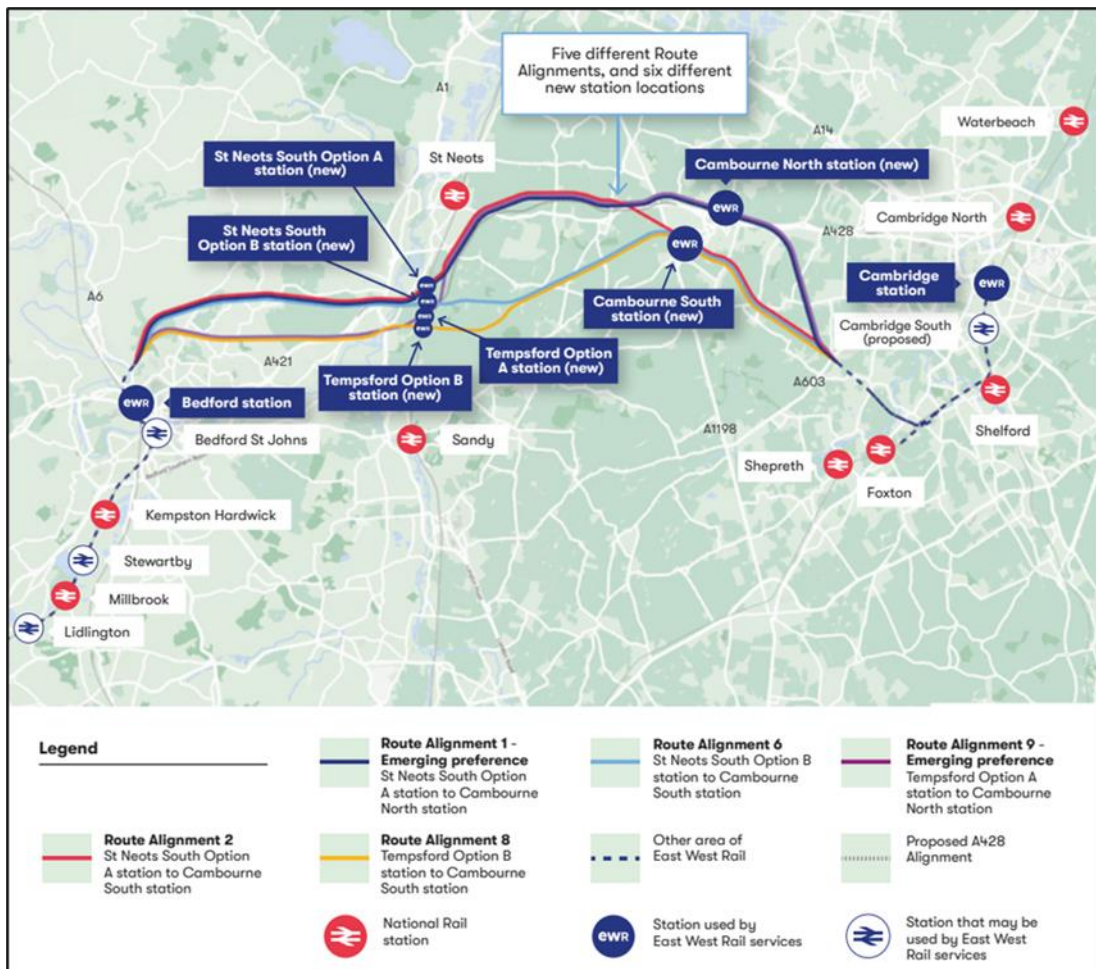 Five different Route
Alignments, and six different
new station locations
A1
A14
Waterbeach
St Neots South Option A
station (new)
St Neots
Cambourne North station (new)
ewR
Cambridge North
St Neots South
Option B station (new)
A428
ewR
Cambridge
station
ewR
A6
Cambourne South
station (new)
Cambridge South
(proposed)
A421
Tempsford Option
A station (new)
Tempsford Option B
station (new)
A603
ewR
Bedford station
Bedford St Johns
Sandy
A1198
Shelford
Shepreth
Foxton
Kempston Hardwick
Stewartby
Millbrook
Lidlington
Legend
Route Alignment 1 -
Emerging preference
St Neots South Option
A station to Cambourne
North station
Route Alignment 6
St Neots South Option B
station to Cambourne
South station
Route Alignment 9 -
Emerging preference
Tempsford Option A
station to Cambourne
North station
Route Alignment 2
St Neots South Option
A station to Cambourne
South station
Route Alignment 8
Tempsford Option B
station to Cambourne
South station
Other area of
East West Rail
Proposed A428
Alignment
National Rail
station
ewR
Station used by
East West Rail services
Station that may be
used by East West
Rail services